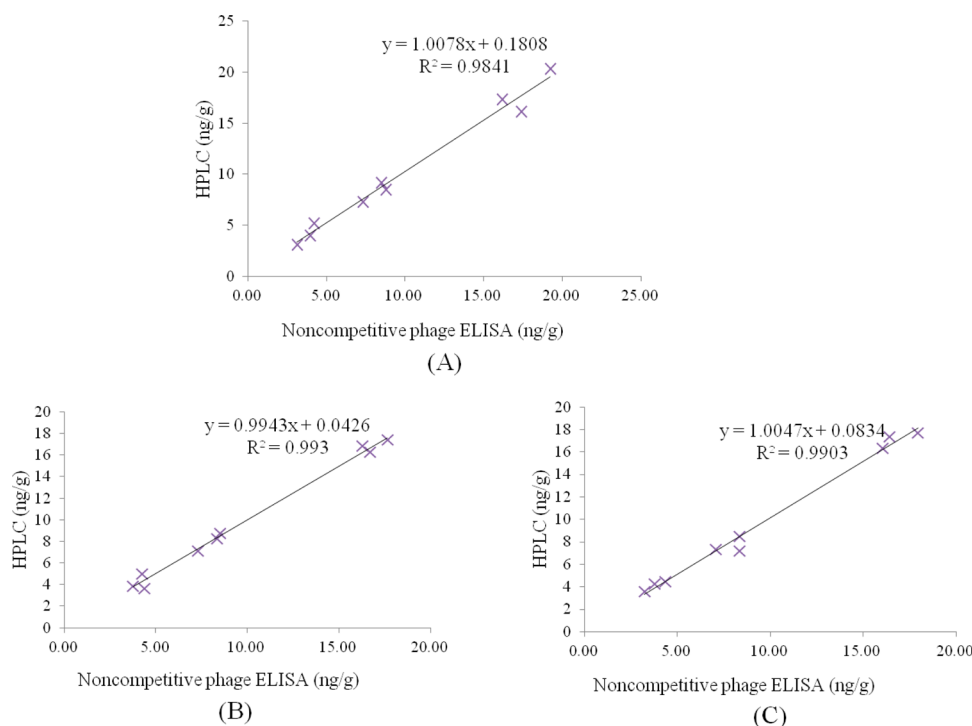 25
20
15
10
5
0
y = 1.0078x + 0.1808
R² = 0.9841
HPLC (ng/g)
0.00 5.00 10.00 15.00 20.00 25.00
Noncompetitive phage ELISA (ng/g)
(A)
20
18
16
14
12
10
8
6
4
2
0
y = 0.9943x + 0.0426
R² = 0.993
HPLC (ng/g)
0.00 5.00 10.00 15.00 20.00
Noncompetitive phage ELISA (ng/g)
(B)
20
18
16
14
12
10
8
6
4
2
0
y = 1.0047x + 0.0834
R² = 0.9903
HPLC (ng/g)
0.00 5.00 10.00 15.00 20.00
Noncompetitive phage ELISA (ng/g)
(C)